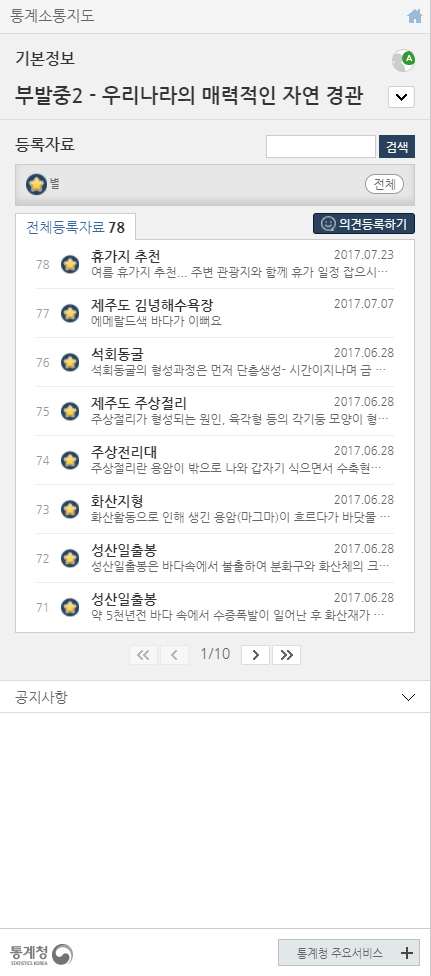 통계소통지도
기본정보
A
부발중2 - 우리나라의 매력적인 자연 경관
등록자료
검색
별
전체
전체등록자료 78
의견등록하기
78
휴가지 추천
2017.07.23
여름 휴가지 추천... 주변 관광지와 함께 휴가 일정 잡으시···
77
제주도 김녕해수욕장
2017.07.07
에메랄드색 바다가 이뻐요
76
석회동굴
2017.06.28
석회동굴의 형성과정은 먼저 단층생성- 시간이지나며 금 ···
75
제주도 주상절리
2017.06.28
주상절리가 형성되는 원인, 육각형 등의 각기둥 모양이 형···
74
주상전리대
2017.06.28
주상절리란 용암이 밖으로 나와 갑자기 식으면서 수축현···
73
화산지형
2017.06.28
화산활동으로 인해 생긴 용암(마그마)이 흐르다가 바닷물 ···
72
성산일출봉
2017.06.28
성산일출봉은 바다속에서 불출하여 분화구와 화산체의 크···
71
성산일출봉
2017.06.28
약 5천년전 바다 속에서 수증폭발이 일어난 후 화산재가 ···
1/10
공지사항
통계청
STATISTICS KOREA
통계청 주요서비스